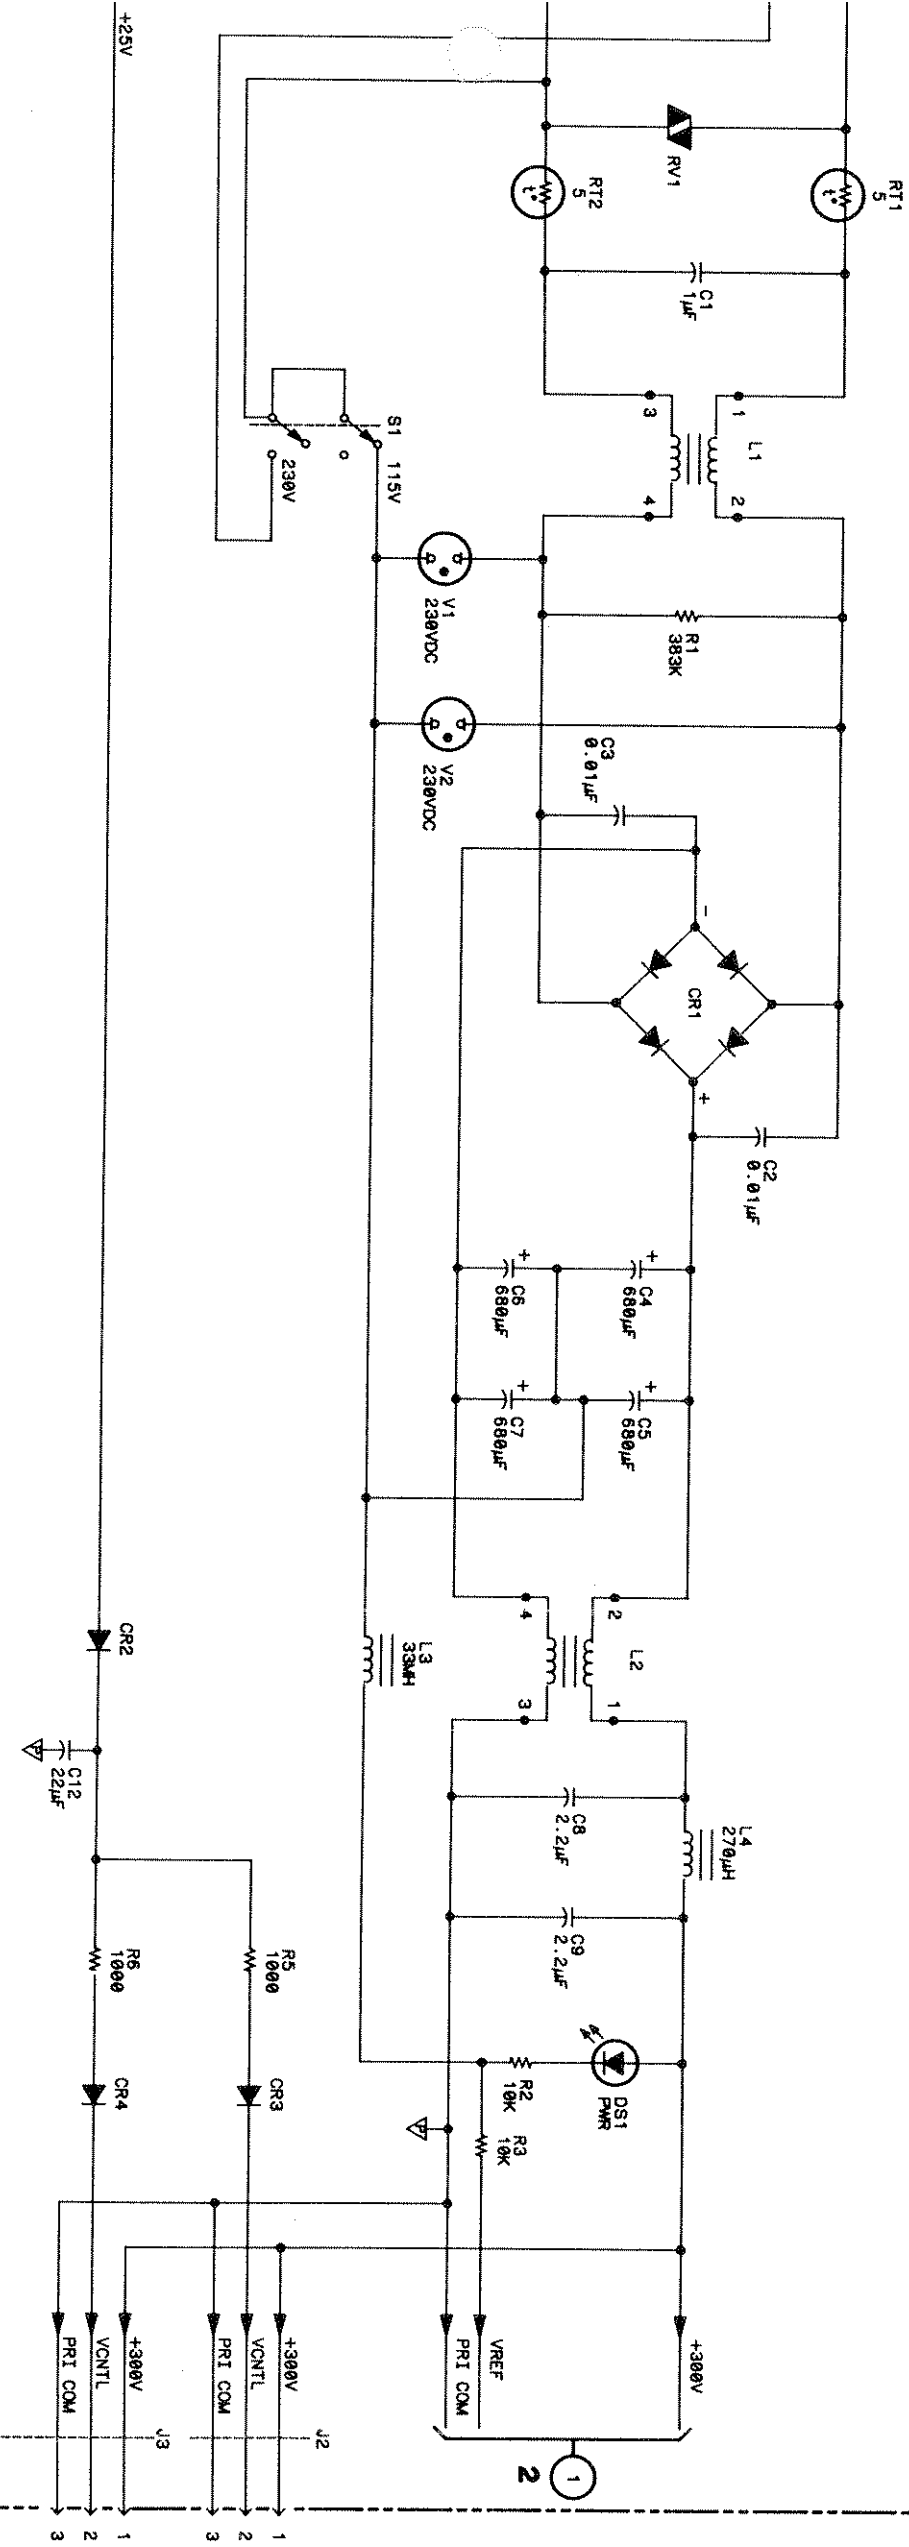 RT1
5
RV1
RT2
5
+25V
C1
1µF
1
2
L1
3
4
S1
115V
230V
V1
230VDC
R1
383K
V2
230VDC
C3
0.01µF
-
CR1
+
C2
0.01µF
+
C4
680µF
+
C6
680µF
+
C5
680µF
+
C7
680µF
2
1
L2
4
3
L3
33MH
CR2
C12
22µF
L4
270µH
C8
2.2µF
C9
2.2µF
R5
1000
R6
1000
DS1
PWR
R2
10K
R3
10K
CR3
CR4
P
P
+300V
VREF
PRI COM
1
2
+300V
VCNTL
PRI COM
J2
1
2
3
+300V
VCNTL
PRI COM
J3
1
2
3
t°
t°